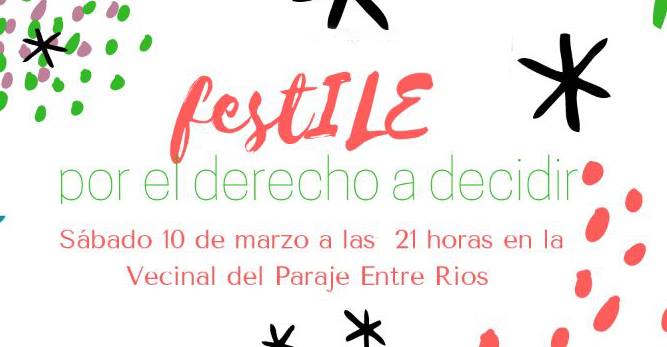 festILE
por el derecho a decidir
Sábado 10 de marzo a las 21 horas en la
Vecinal del Paraje Entre Rios